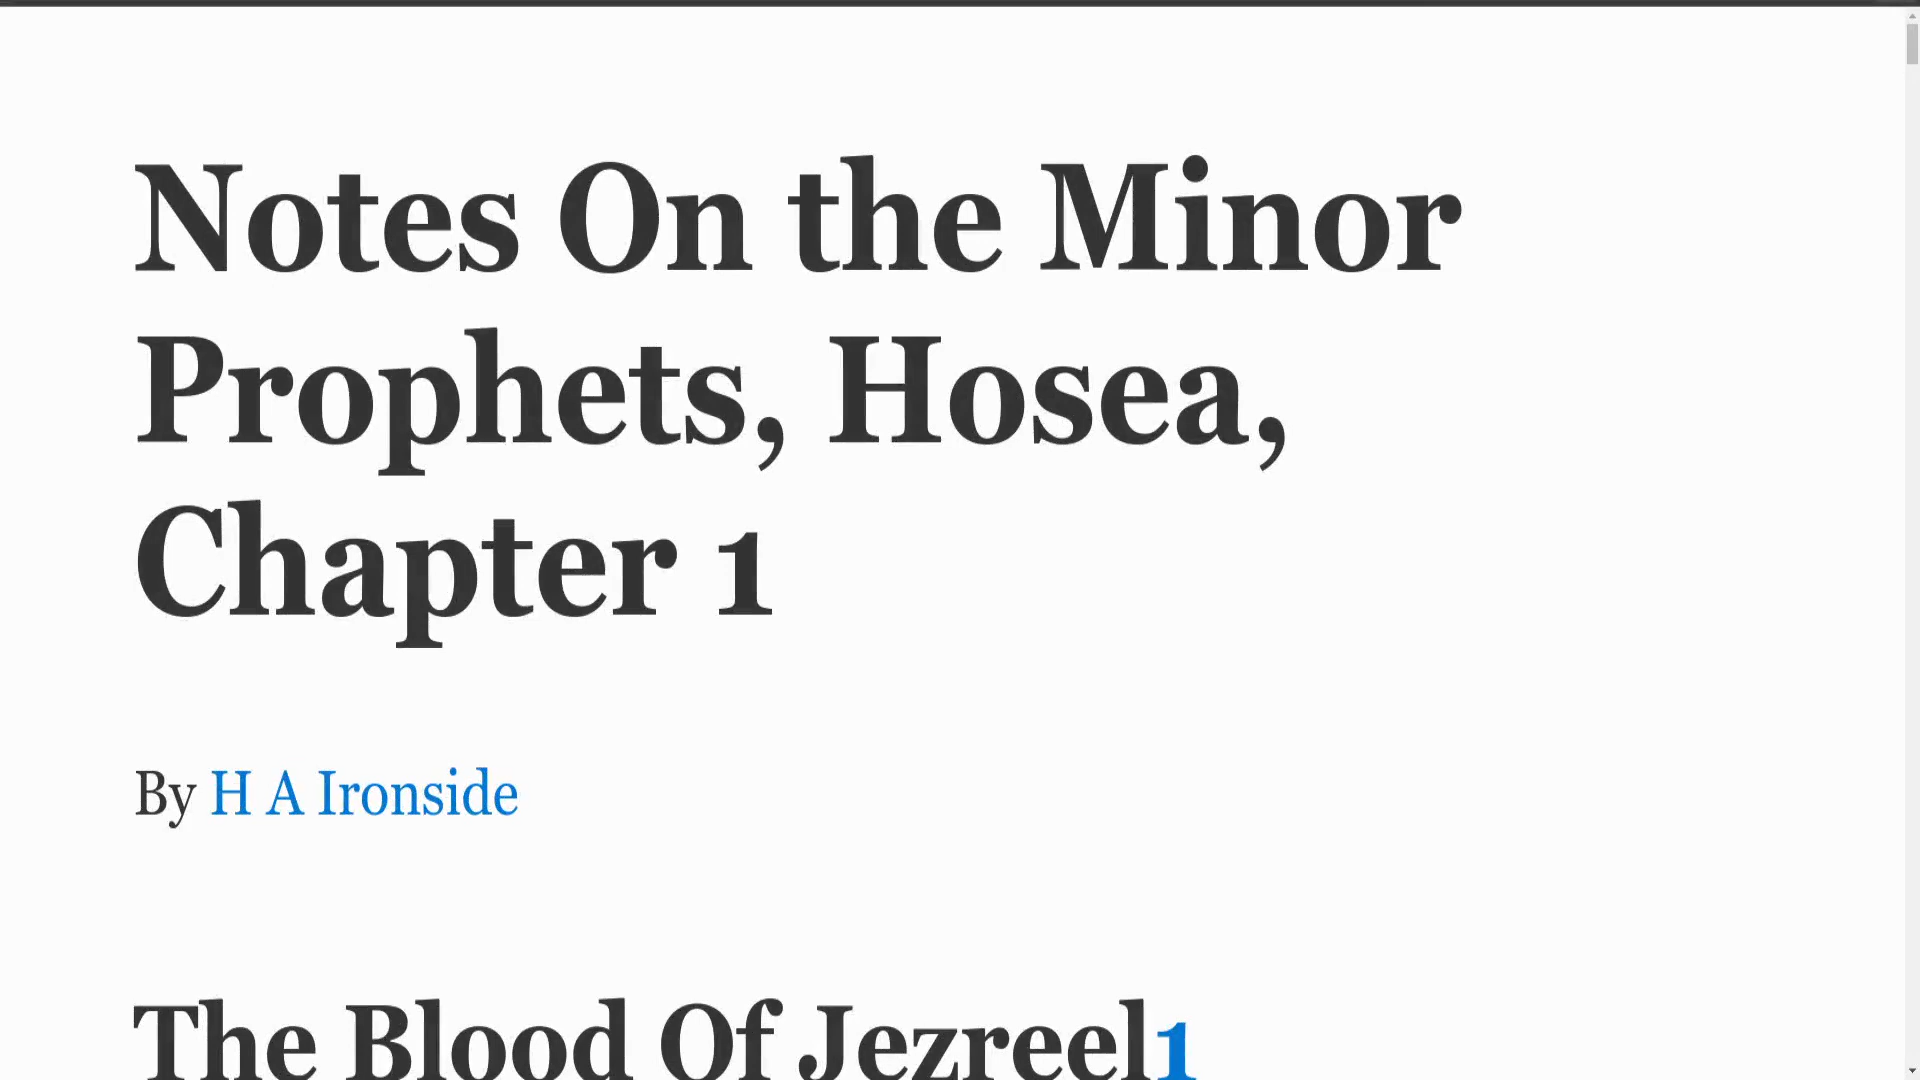 Notes On the Minor
Prophets, Hosea,
Chapter 1
By H A Ironside
The Blood Of Jezreel1